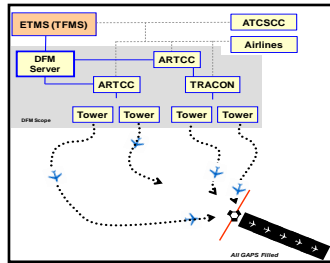 ETMS (TFMS)
ATCSCC
Airlines
DFM
Server
ARTCC
ARTCC
TRACON
Tower
Tower
Tower
Tower
DFM Scope
All GAPS Filled